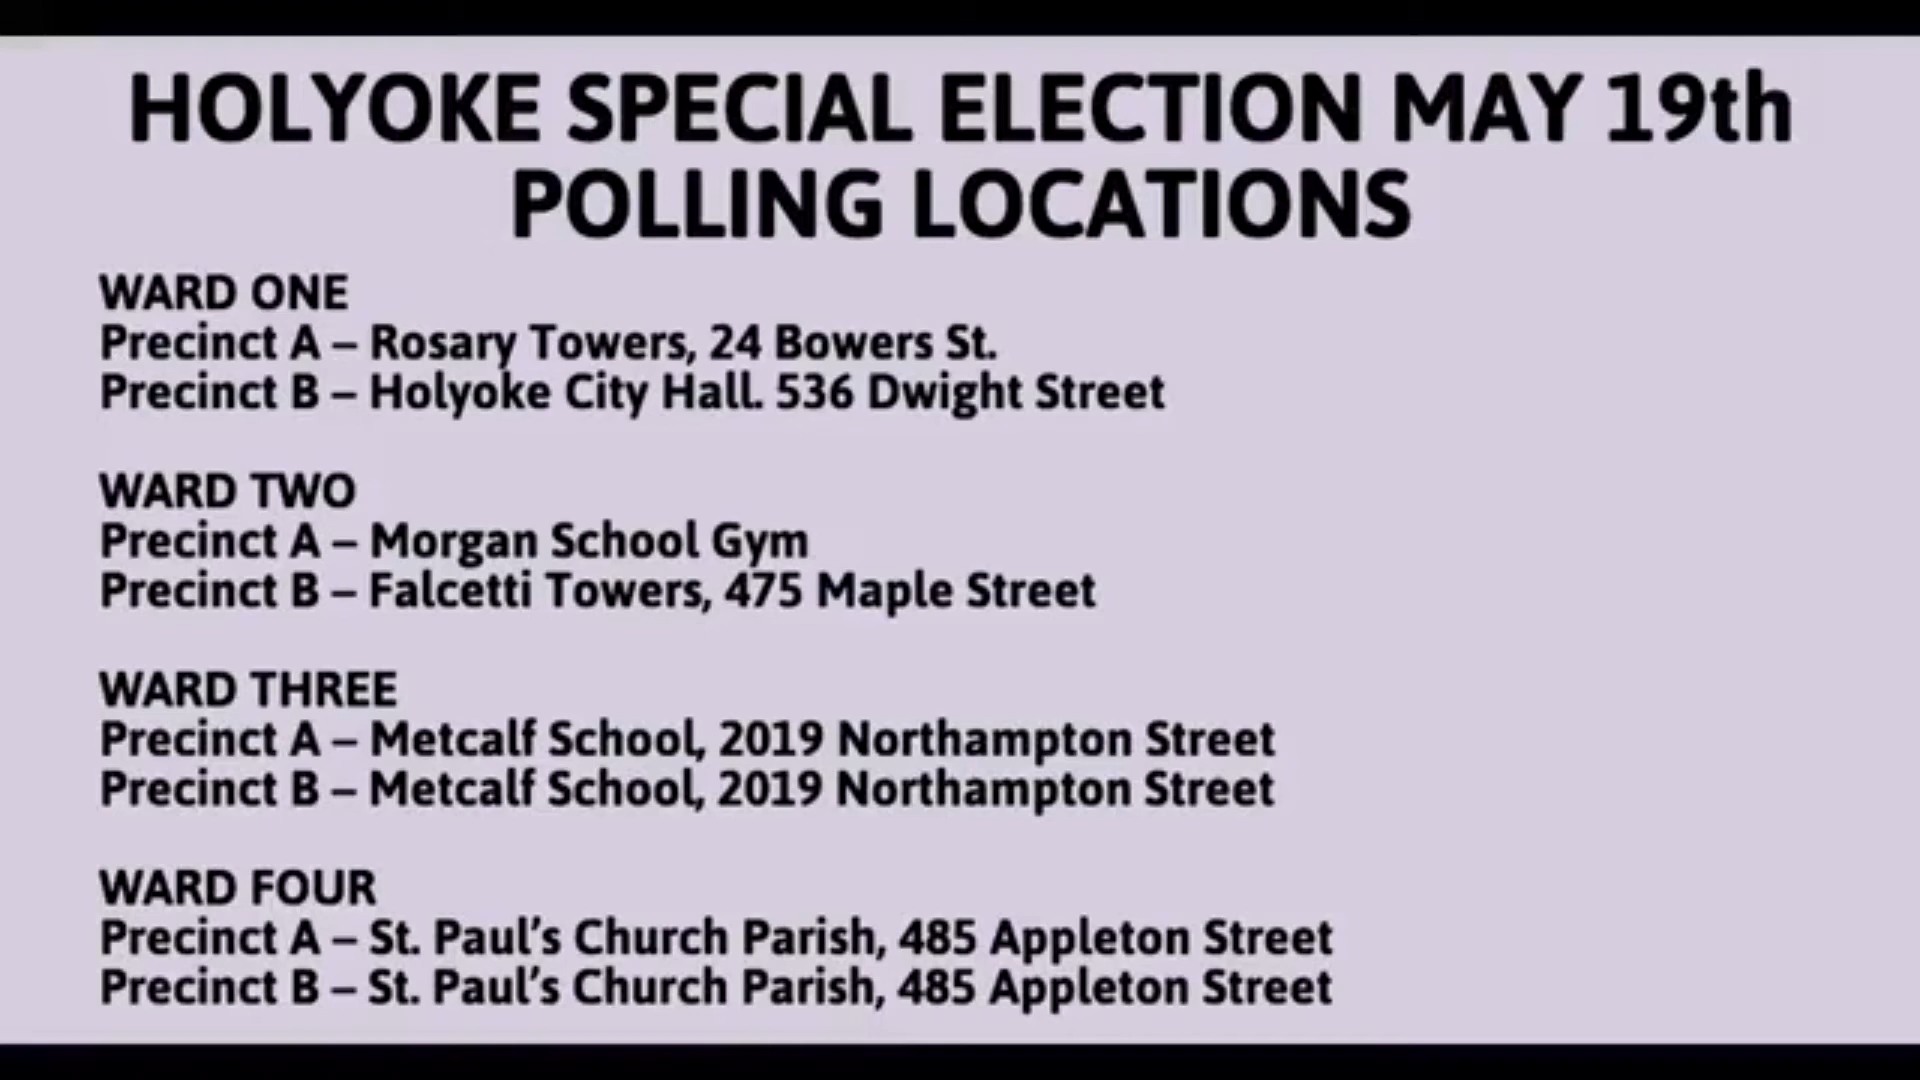 HOLYOKE SPECIAL ELECTION MAY 19th
POLLING LOCATIONS
WARD ONE
Precinct A – Rosary Towers, 24 Bowers St.
Precinct B – Holyoke City Hall. 536 Dwight Street
WARD TWO
Precinct A – Morgan School Gym
Precinct B – Falcetti Towers, 475 Maple Street
WARD THREE
Precinct A – Metcalf School, 2019 Northampton Street
Precinct B – Metcalf School, 2019 Northampton Street
WARD FOUR
Precinct A – St. Paul’s Church Parish, 485 Appleton Street
Precinct B – St. Paul’s Church Parish, 485 Appleton Street